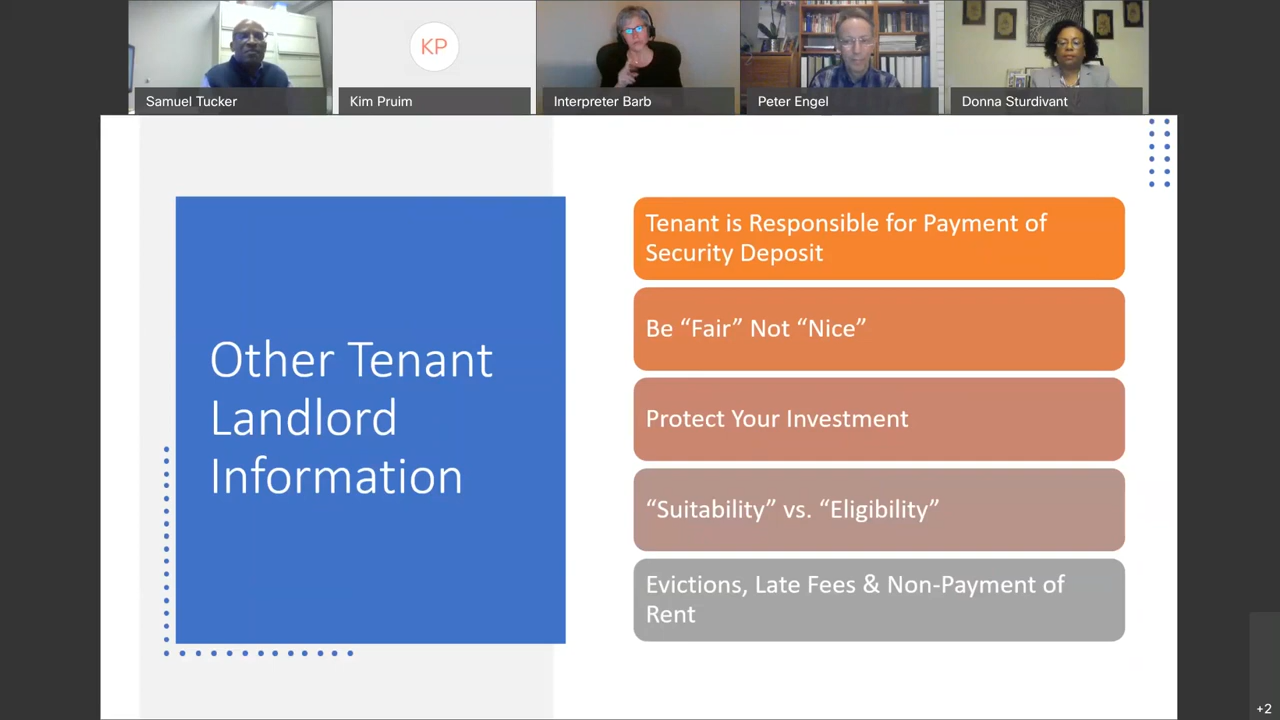 Samuel Tucker
KP
Kim Pruim
Interpreter Barb
Peter Engel
Donna Sturdivant
Other Tenant
Landlord
Information
Tenant is Responsible for Payment of
Security Deposit
Be “Fair” Not “Nice”
Protect Your Investment
“Suitability” vs. “Eligibility”
Evictions, Late Fees & Non-Payment of
Rent
+2